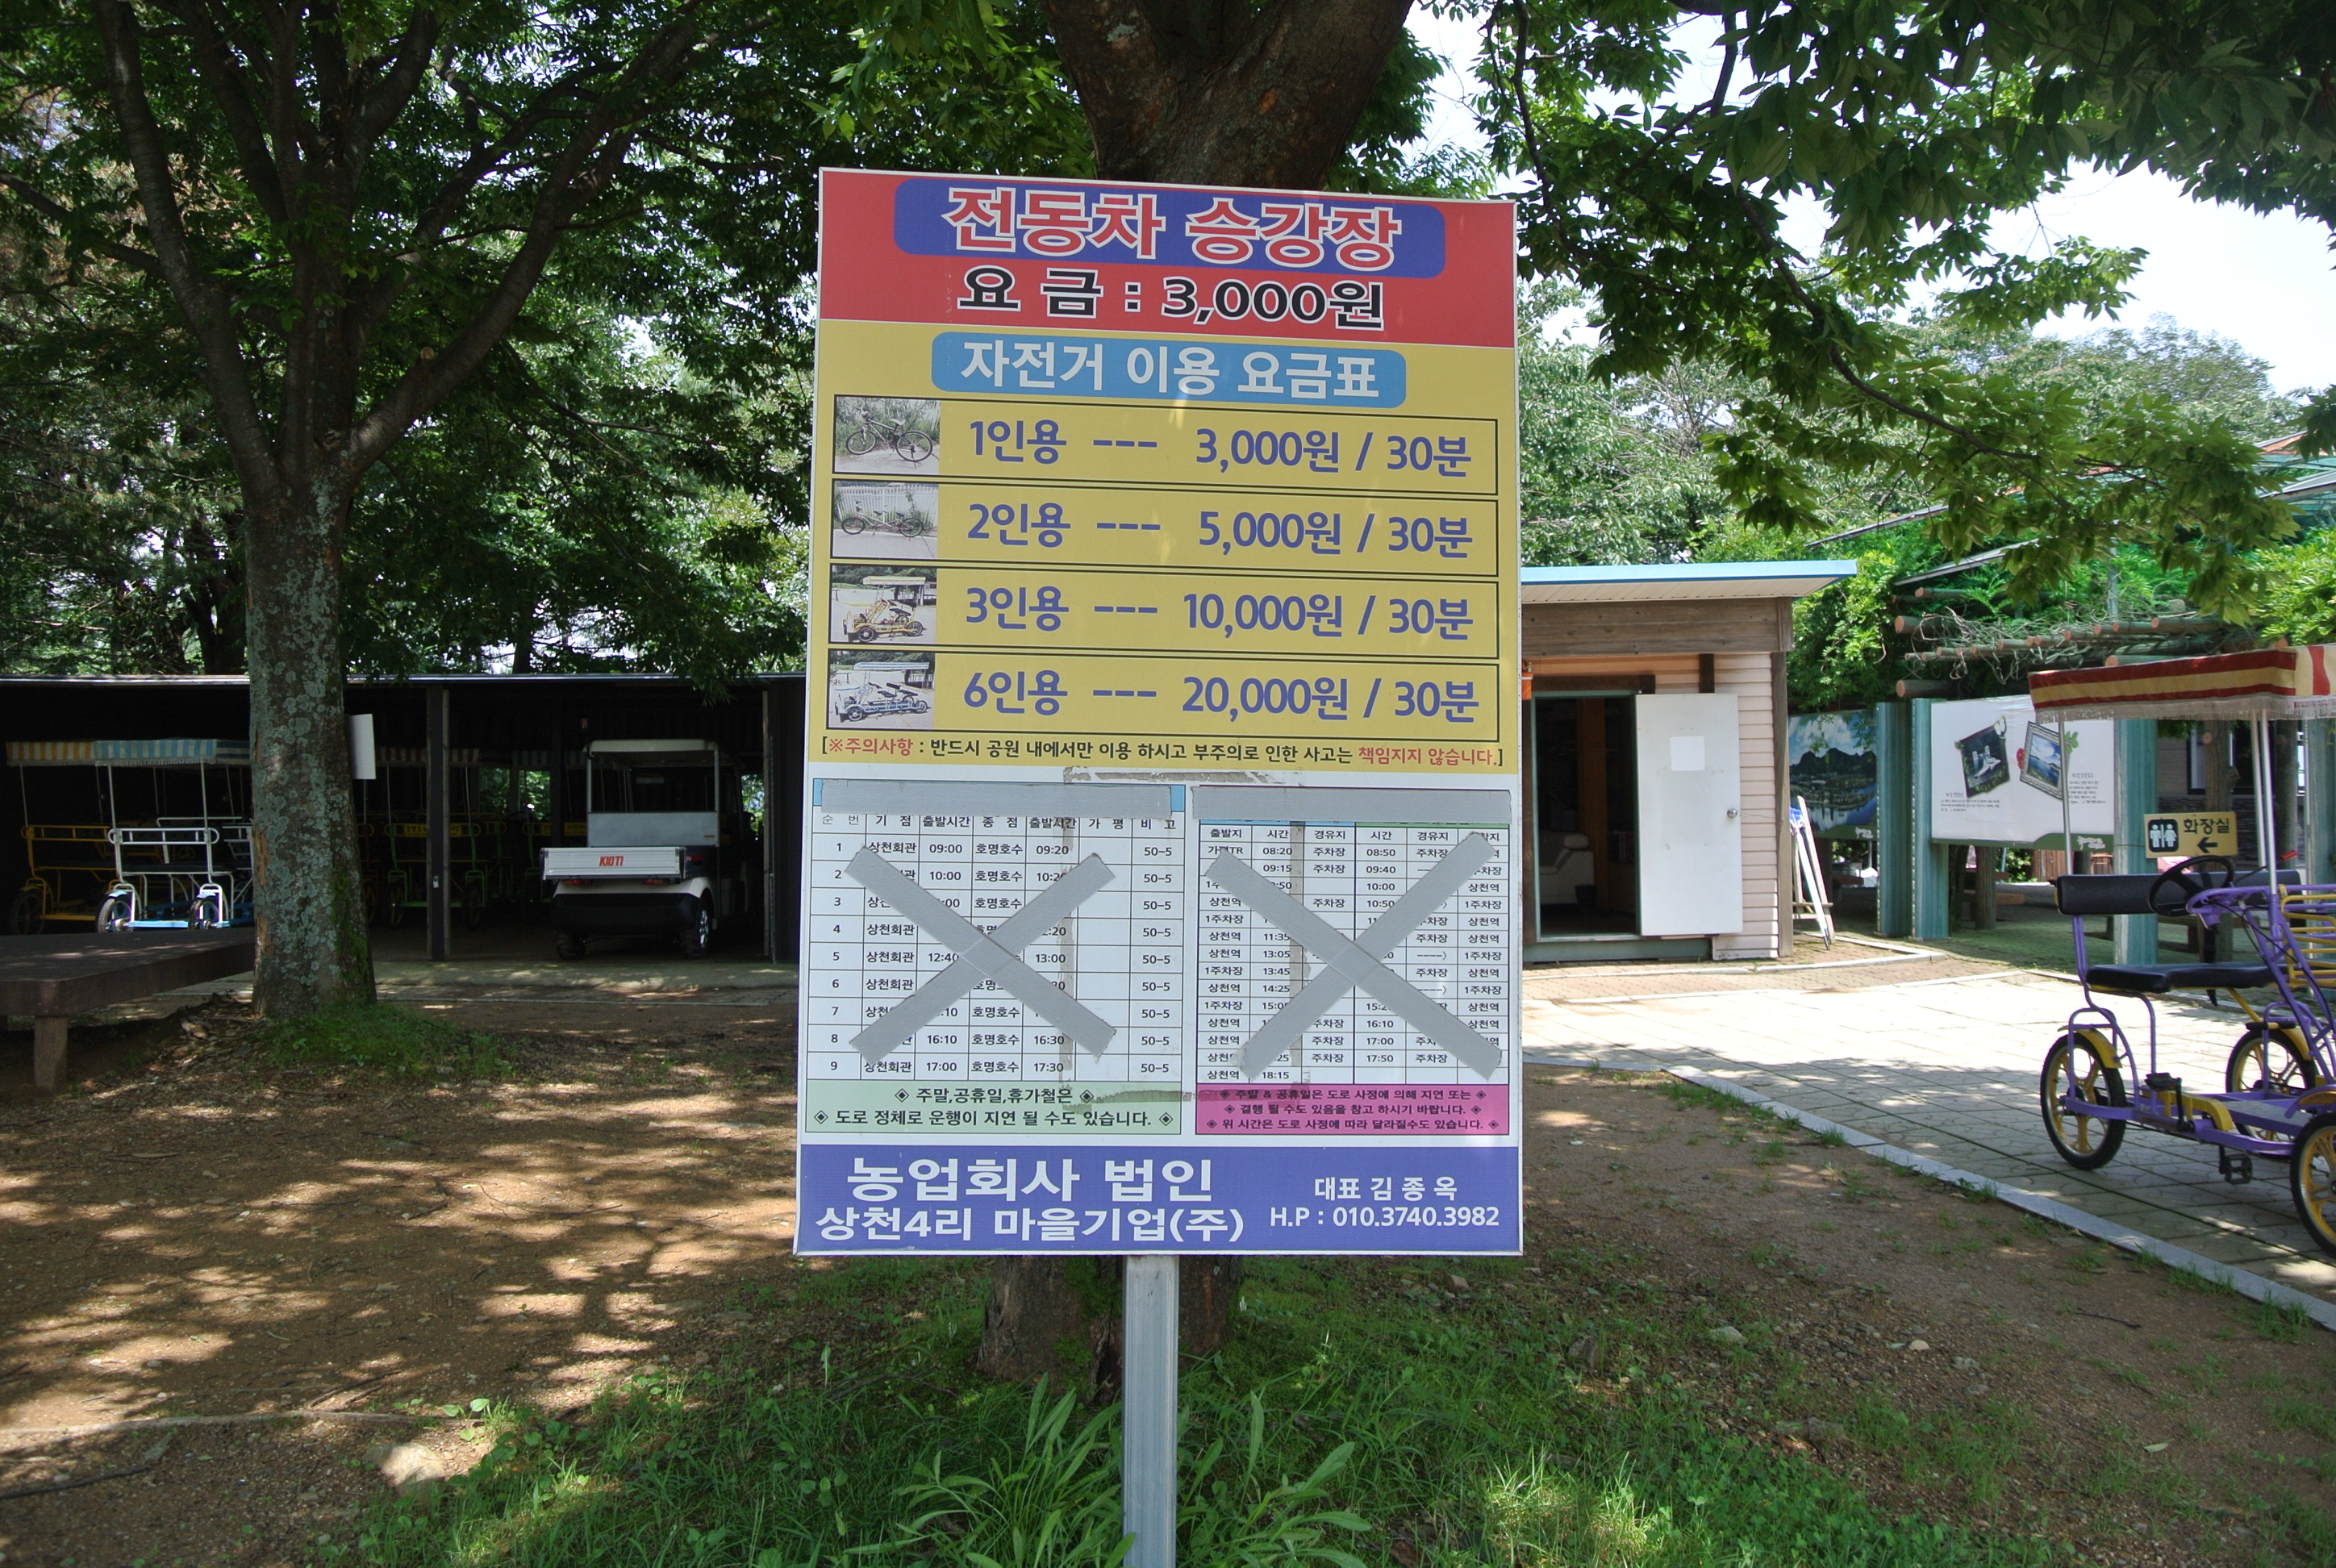 전동차 승강장
요 금 : 3,000원
자전거 이용 요금표
1인용 --- 3,000원 / 30분
2인용 --- 5,000원 / 30분
3인용 --- 10,000원 / 30분
6인용 --- 20,000원 / 30분
[※주의사항 : 반드시 공원 내에서만 이용 하시고 부주의로 인한 사고는 책임지지 않습니다.]
순 번 기 점 출발시간 종 점 출발시간 가 평 비 고
1 상천회관 09:00 호명호수 09:20 50-5
2 10:00 호명호수 50-5
3 호명호수 50-5
4 상천회관 50-5
5 상천회관 12:40 13:00 50-5
6 상천회관 50-5
7 호명호수 50-5
8 16:10 호명호수 16:30 50-5
9 상천회관 17:00 호명호수 17:30 50-5
◈ 주말,공휴일,휴가철은 ◈
◈ 도로 정체로 운행이 지연 될 수도 있습니다. ◈
출발지 시간 경유지 시간 경유지
08:20 주차장 08:50 주차장
09:15 주차장 09:40
10:00 상천역
상천역 주차장 10:50 1주차장
1주차장 상천역
상천역 11:35 주차장 상천역
상천역 13:05 ----〉 1주차장
1주차장 13:45 주차장 상천역
상천역 14:25 ----〉 1주차장
1주차장 상천역
상천역 주차장 16:10 상천역
상천역 주차장 17:00
주차장 17:50 주차장
상천역 18:15
◈ 주말 & 공휴일은 도로 사정에 의해 지연 또는 ◈
◈ 결행 될 수도 있음을 참고 하시기 바랍니다. ◈
◈ 위 시간은 도로 사정에 따라 달라질수도 있습니다. ◈
농업회사 법인
상천4리 마을기업(주)
대표 김 종 옥
H.P : 010.3740.3982
KIOTI
화장실